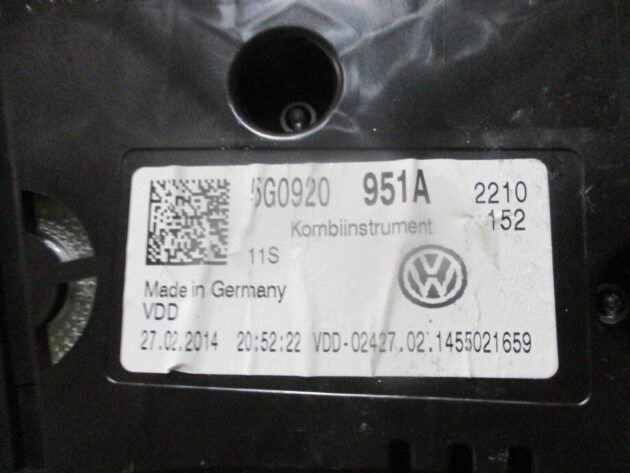 5G0920 951A 2210
Kombiinstrument 152
11S
Made in Germany
VDD
27.02.2014 20:52:22 VDD-02427.02.1455021659